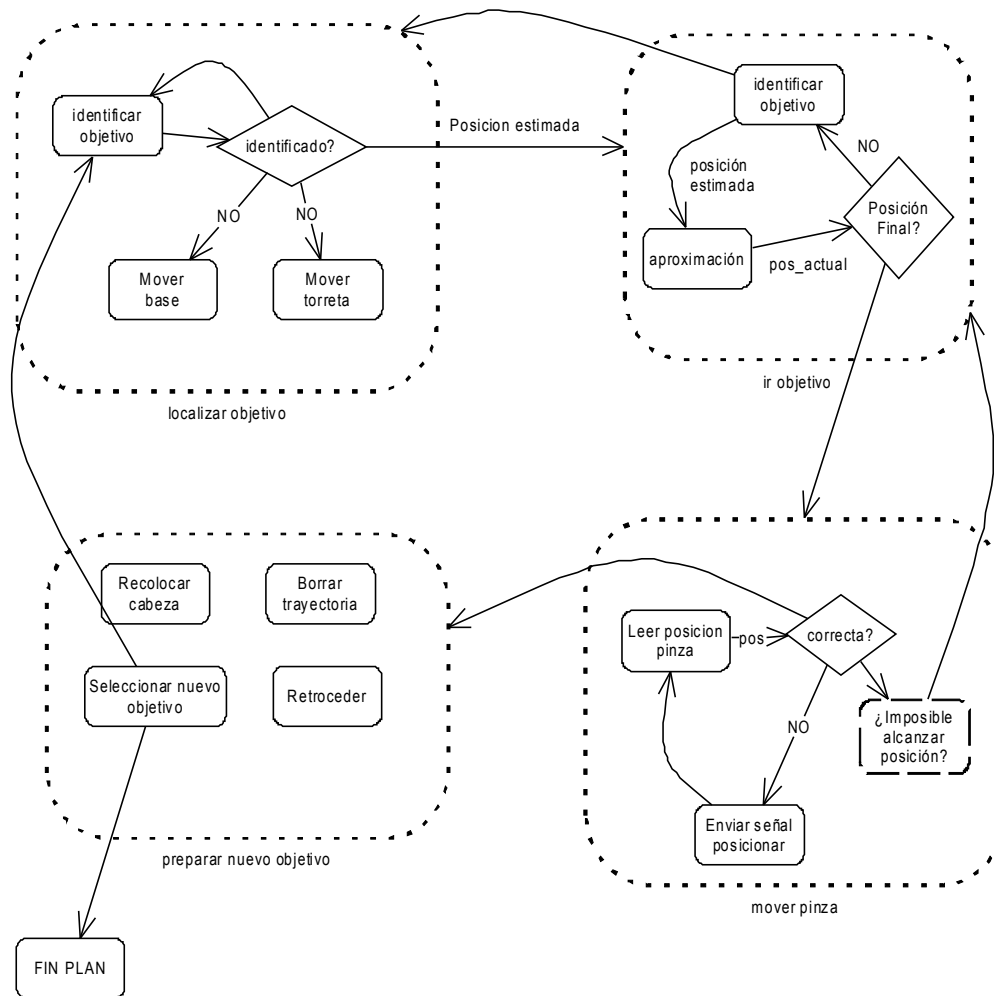 identificar
objetivo
identificado?
NO
NO
Mover
base
Mover
torreta
localizar objetivo
Posicion estimada
identificar
objetivo
NO
posición
estimada
Posición
Final?
aproximación
pos_actual
ir objetivo
Recolocar
cabeza
Borrar
trayectoria
Seleccionar nuevo
objetivo
Retroceder
preparar nuevo objetivo
Leer posicion
pinza
pos
correcta?
NO
¿Imposible
alcanzar
posición?
Enviar señal
posicionar
mover pinza
FIN PLAN